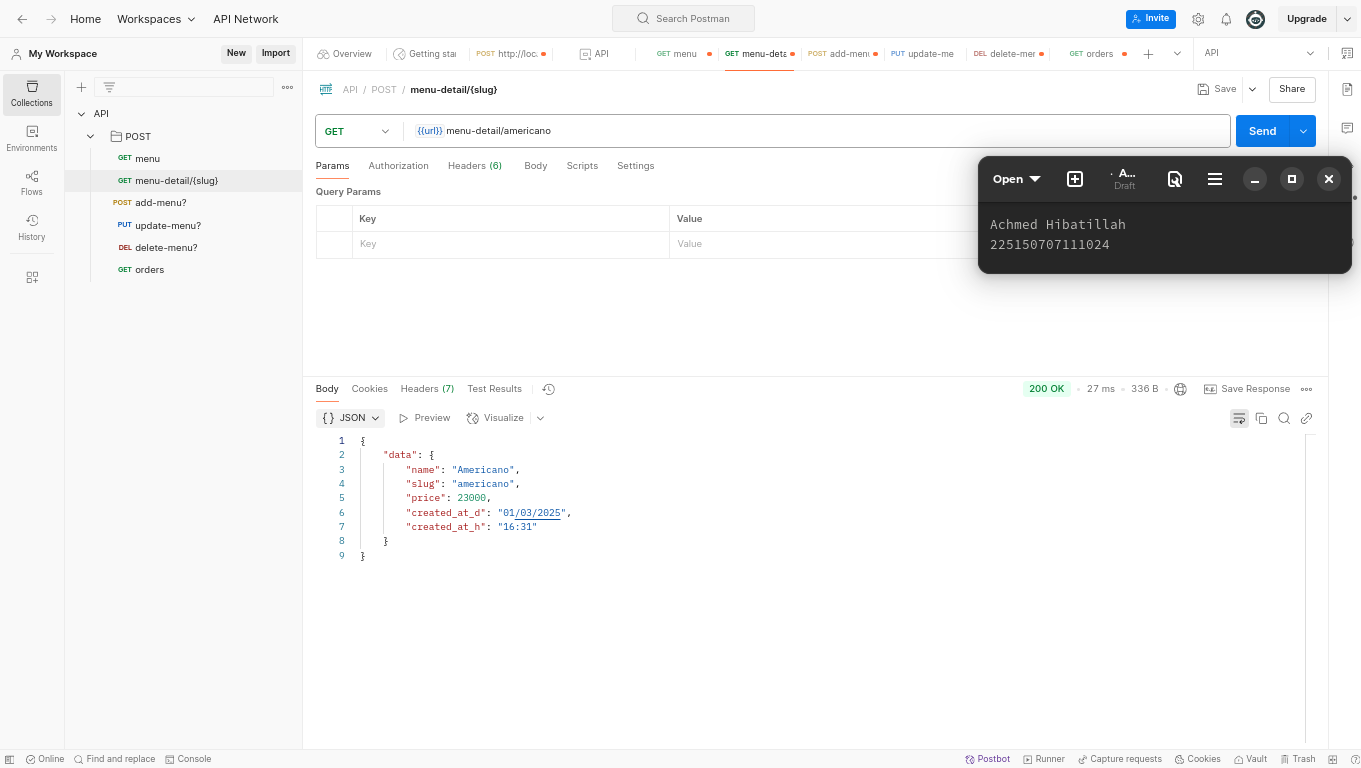 Home Workspaces API Network Search Postman Invite Upgrade
My Workspace New Import
Overview Getting star POST http://loc. API GET menu GET menu-deta POST add-menu PUT update-me DEL delete-mer GET orders API
Collections
Environments
Flows
History
API
POST
GET menu
GET menu-detail/{slug}
POST add-menu?
PUT update-menu?
DEL delete-menu?
GET orders
HTTP API / POST / menu-detail/{slug} Save Share
GET {{url}} menu-detail/americano Send
Params Authorization Headers (6) Body Scripts Settings
Query Params
Key Value
Key Value
Open · A... Draft
Achmed Hibatillah
225150707111024
Body Cookies Headers (7) Test Results 200 OK 27 ms 336 B Save Response
{ } JSON Preview Visualize
1 {
2 "data": {
3 "name": "Americano",
4 "slug": "americano",
5 "price": 23000,
6 "created_at_d": "01/03/2025",
7 "created_at_h": "16:31"
8 }
9 }
Online Find and replace Console Postbot Runner Capture requests Cookies Vault Trash